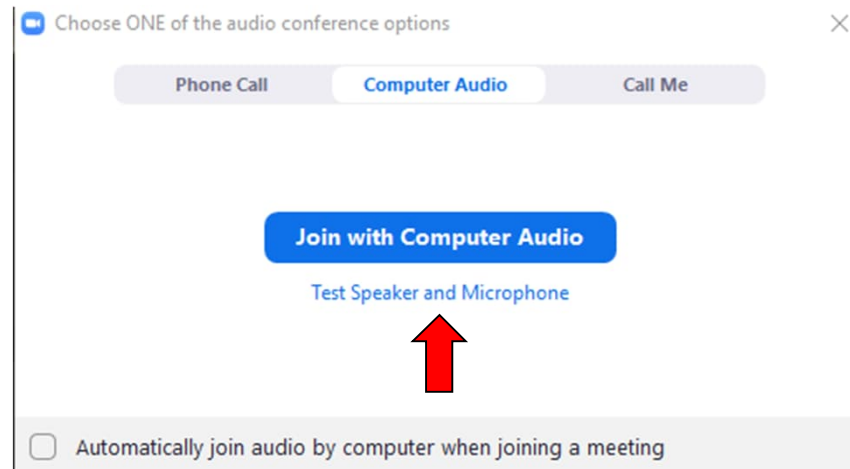 Choose ONE of the audio conference options
Phone Call Computer Audio Call Me
Join with Computer Audio
Test Speaker and Microphone
Automatically join audio by computer when joining a meeting